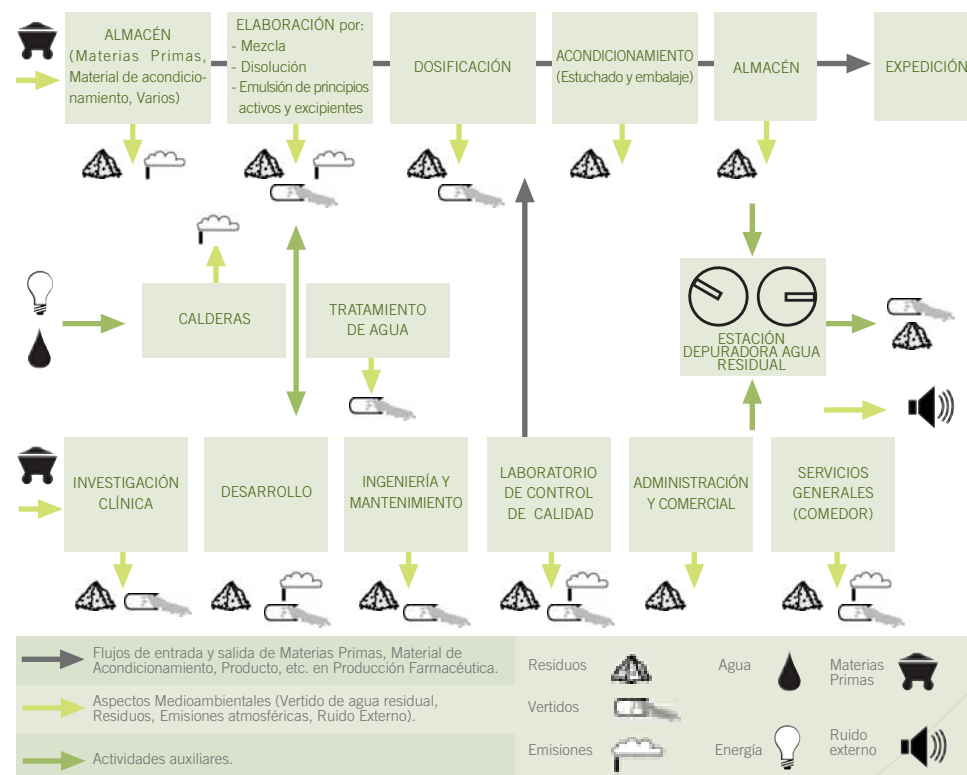 ALMACÉN
(Materias Primas,
Material de acondicio-
namiento, Varios)
ELABORACIÓN por:
- Mezcla
- Disolución
- Emulsión de principios
activos y excipientes
DOSIFICACIÓN
ACONDICIONAMIENTO
(Estuchado y embalaje)
ALMACÉN
EXPEDICIÓN
CALDERAS
TRATAMIENTO
DE AGUA
ESTACIÓN
DEPURADORA AGUA
RESIDUAL
INVESTIGACIÓN
CLÍNICA
DESARROLLO
INGENIERÍA Y
MANTENIMIENTO
LABORATORIO
DE CONTROL
DE CALIDAD
ADMINISTRACIÓN
Y COMERCIAL
SERVICIOS
GENERALES
(COMEDOR)
Flujos de entrada y salida de Materias Primas, Material de
Acondicionamiento, Producto, etc. en Producción Farmacéutica.
Aspectos Medioambientales (Vertido de agua residual,
Residuos, Emisiones atmosféricas, Ruido Externo).
Actividades auxiliares.
Residuos
Vertidos
Emisiones
Agua
Energía
Materias
Primas
Ruido
externo